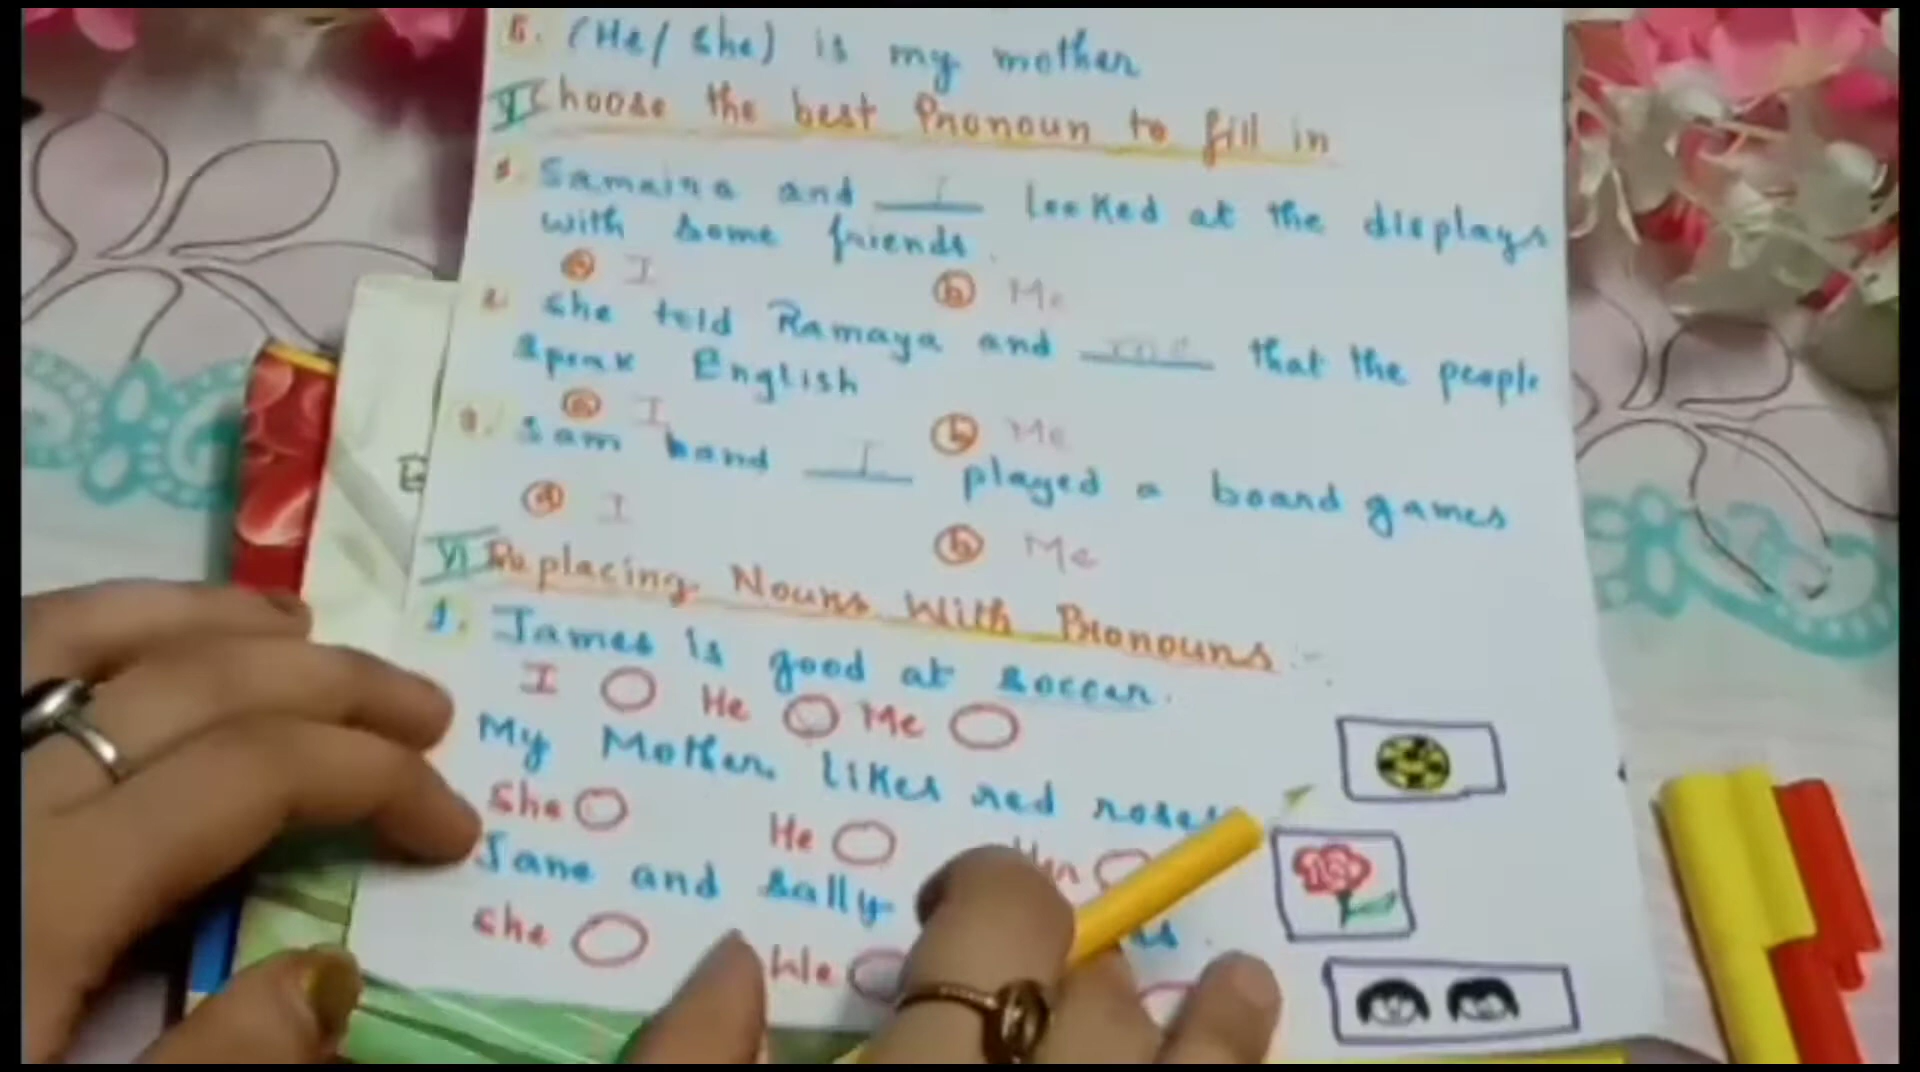 5. (He/ She) is my mother
V Choose the best Pronoun to fill in
1. Samaira and I looked at the displays
with some friends.
a I b Me
2. She told Ramaya and me that the people
speak English
a I b Me
3. Sam hand I played a board games
a I b Me
VI Replacing Nouns With Pronouns :-
1. James is good at soccer.
I He Me
My Mother likes red roses
She He Her
Jane and Sally
She We